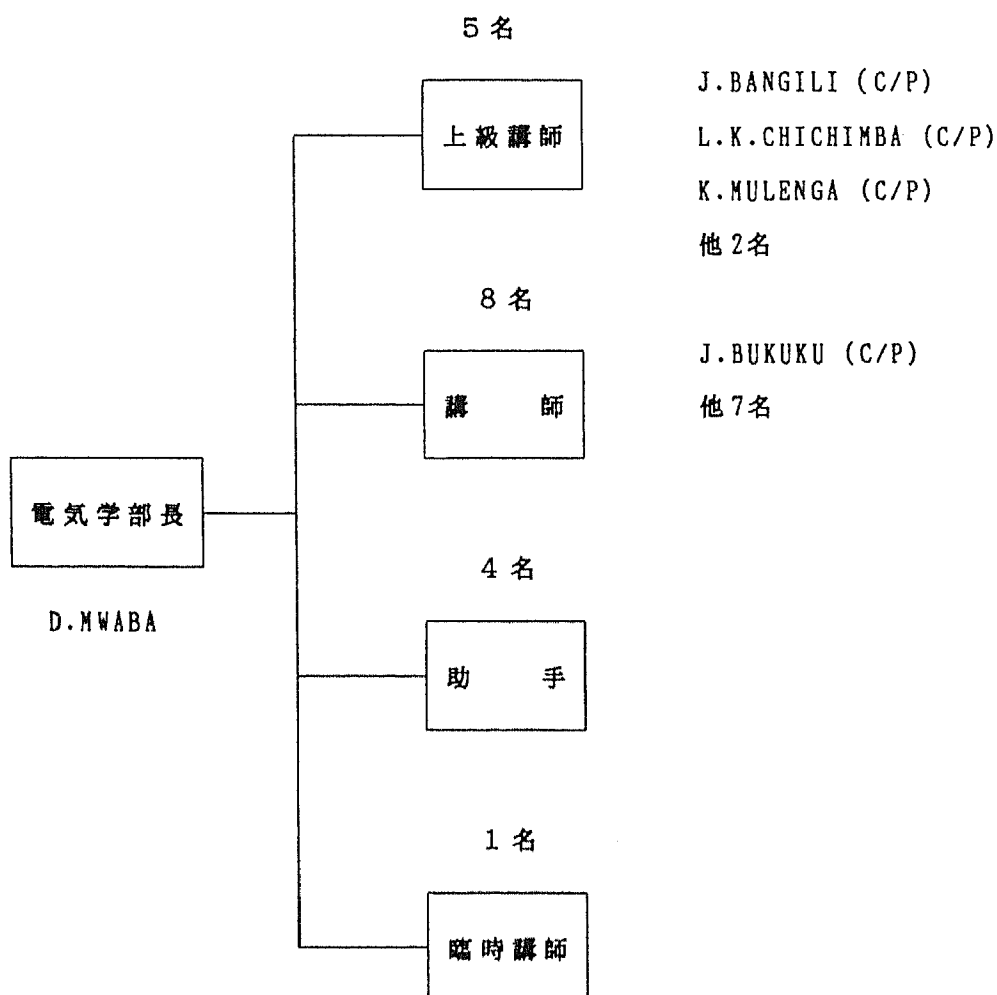 5名
上級講師
J.BANGILI (C/P)
L.K.CHICHIMBA (C/P)
K.MULENGA (C/P)
他2名
8名
講師
J.BUKUKU (C/P)
他7名
電気学部長
D.MWABA
4名
助手
1名
臨時講師